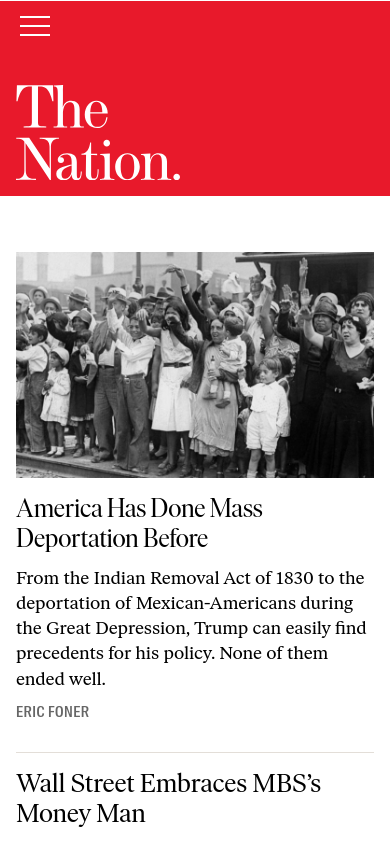 The
Nation.
America Has Done Mass
Deportation Before
From the Indian Removal Act of 1830 to the
deportation of Mexican-Americans during
the Great Depression, Trump can easily find
precedents for his policy. None of them
ended well.
ERIC FONER
Wall Street Embraces MBS’s
Money Man